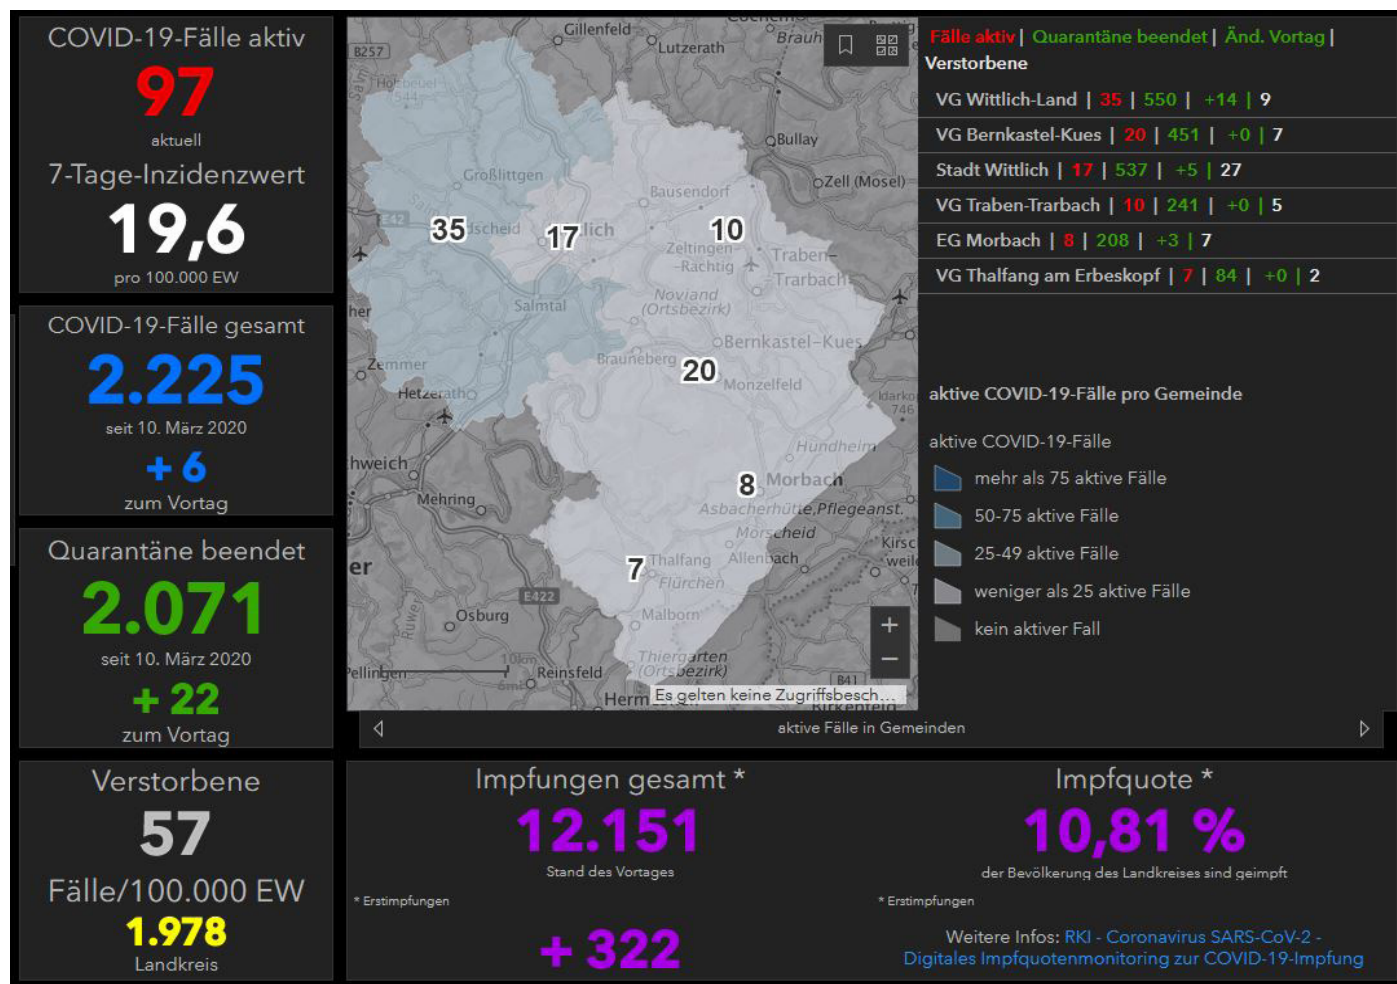 COVID-19-Fälle aktiv
97
aktuell
7-Tage-Inzidenzwert
19,6
pro 100.000 EW
COVID-19-Fälle gesamt
2.225
seit 10. März 2020
+ 6
zum Vortag
Quarantäne beendet
2.071
seit 10. März 2020
+ 22
zum Vortag
Verstorbene
57
Fälle/100.000 EW
1.978
Landkreis
Gillenfeld
B257
Lutzerath
Bullay
Großlittgen
Zell (Mosel)
Bausendorf
E42
35
17
10
Zeltingen-
-Rachtig
Traben-
Trarbach
Noviand
(Ortsbezirk)
Salmtal
Bernkastel-Kues
Brauneberg
20
Monzelfeld
Zemmer
Hetzerath
746
Hundheim
8
Morbach
Mehring
Asbacherhütte,Pflegeanst.
Mörscheid
7
Thalfang
Allenbach
Flürchen
er
E422
Osburg
Ruwer
Malborn
10km
Thiergarten
(Ortsbezirk)
Pellingen
Reinsfeld
B41
Es gelten keine Zugriffsbesch...
+
−
aktive Fälle in Gemeinden
Fälle aktiv | Quarantäne beendet | Änd. Vortag |
Verstorbene
VG Wittlich-Land | 35 | 550 | +14 | 9
VG Bernkastel-Kues | 20 | 451 | +0 | 7
Stadt Wittlich | 17 | 537 | +5 | 27
VG Traben-Trarbach | 10 | 241 | +0 | 5
EG Morbach | 8 | 208 | +3 | 7
VG Thalfang am Erbeskopf | 7 | 84 | +0 | 2
aktive COVID-19-Fälle pro Gemeinde
aktive COVID-19-Fälle
mehr als 75 aktive Fälle
50-75 aktive Fälle
25-49 aktive Fälle
weniger als 25 aktive Fälle
kein aktiver Fall
Impfungen gesamt *
12.151
Stand des Vortages
* Erstimpfungen
+ 322
Impfquote *
10,81 %
der Bevölkerung des Landkreises sind geimpft
* Erstimpfungen
Weitere Infos: RKI - Coronavirus SARS-CoV-2 -
Digitales Impfquotenmonitoring zur COVID-19-Impfung